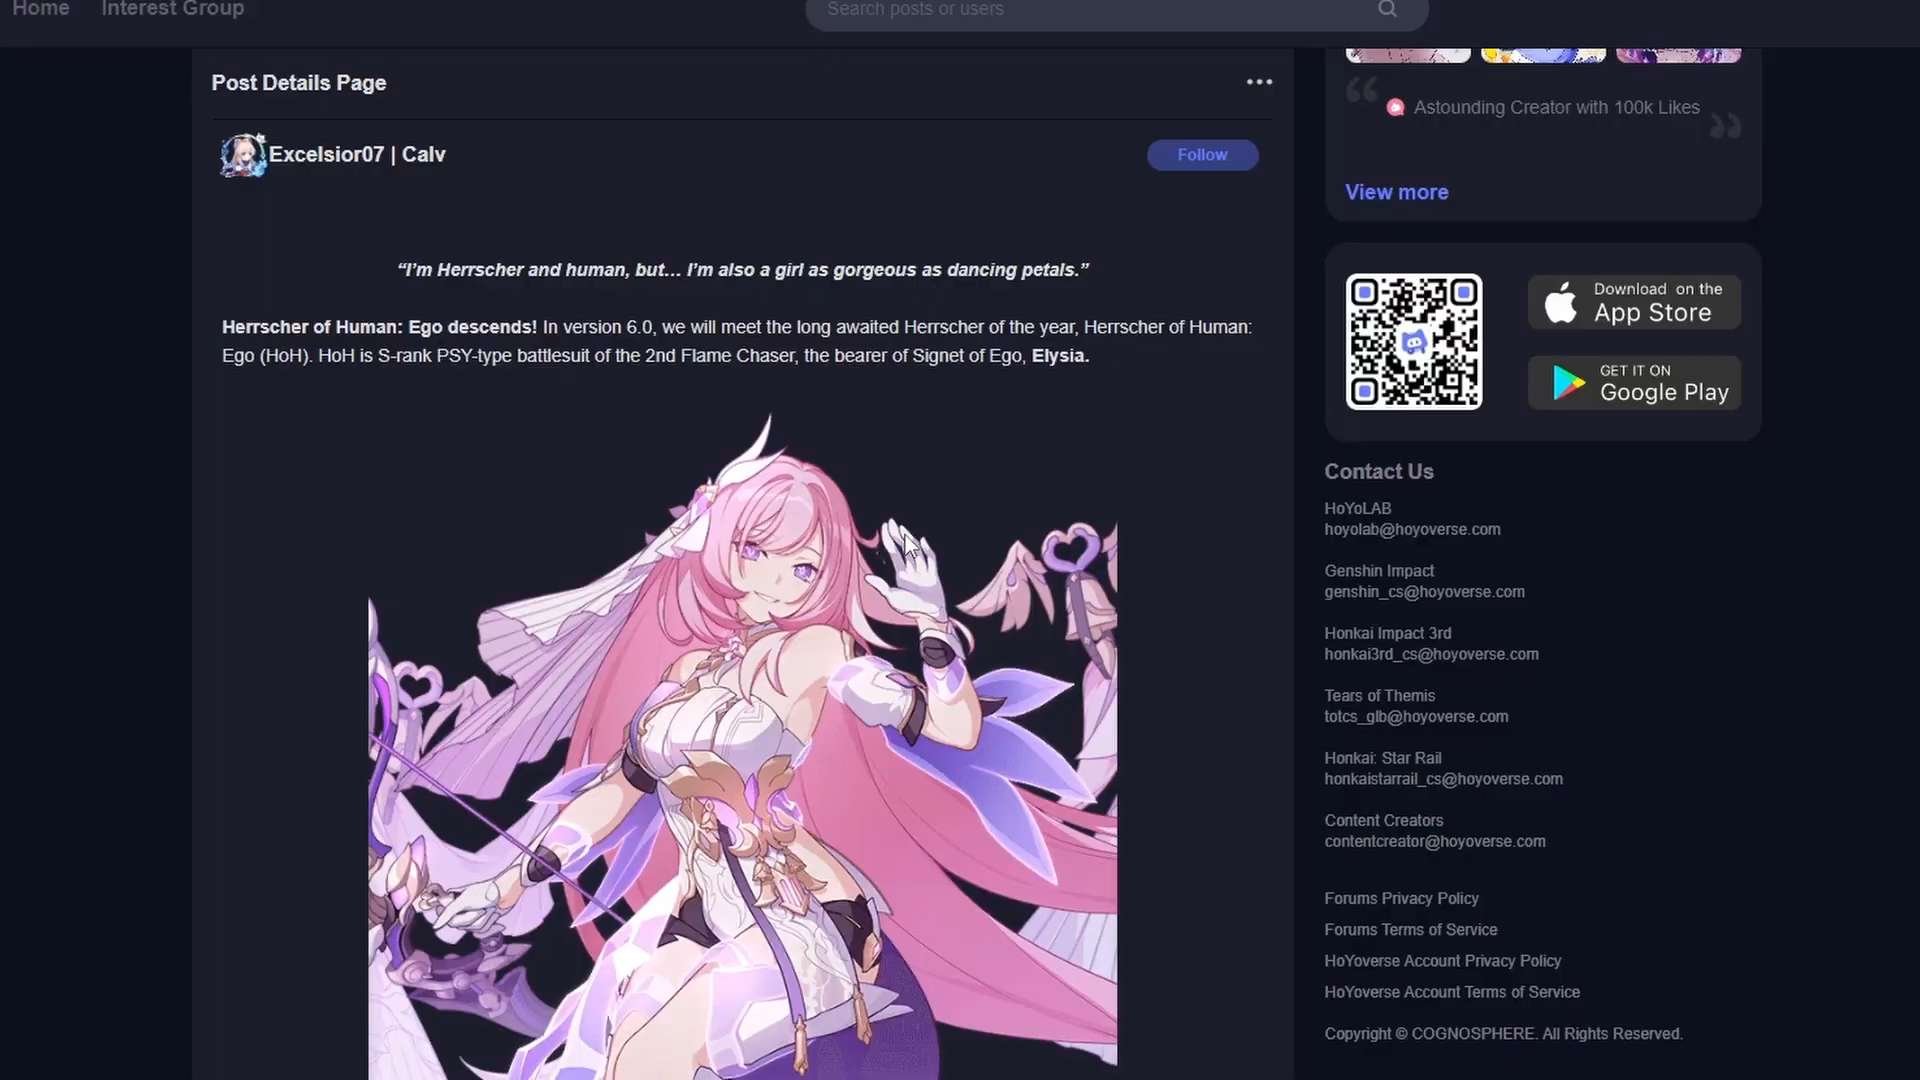 Home Interest Group
Search posts or users
Post Details Page
Excelsior07 | Calv
Follow
“I’m Herrscher and human, but… I’m also a girl as gorgeous as dancing petals.”
Herrscher of Human: Ego descends! In version 6.0, we will meet the long awaited Herrscher of the year, Herrscher of Human:
Ego (HoH). HoH is S-rank PSY-type battlesuit of the 2nd Flame Chaser, the bearer of Signet of Ego, Elysia.
Astounding Creator with 100k Likes
View more
Download on the
App Store
GET IT ON
Google Play
Contact Us
HoYoLAB
hoyolab@hoyoverse.com
Genshin Impact
genshin_cs@hoyoverse.com
Honkai Impact 3rd
honkai3rd_cs@hoyoverse.com
Tears of Themis
totcs_glb@hoyoverse.com
Honkai: Star Rail
honkaistarrail_cs@hoyoverse.com
Content Creators
contentcreator@hoyoverse.com
Forums Privacy Policy
Forums Terms of Service
HoYoverse Account Privacy Policy
HoYoverse Account Terms of Service
Copyright © COGNOSPHERE. All Rights Reserved.